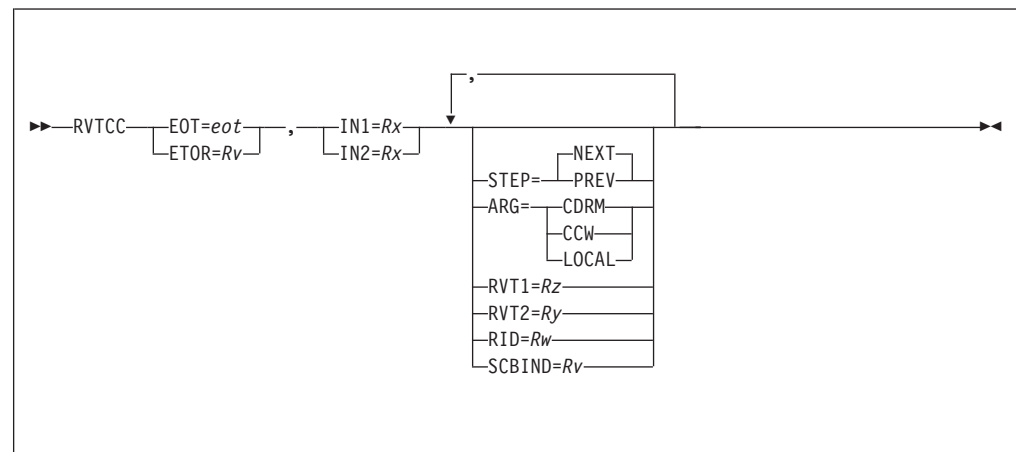 ,
RVTCC EOT=eot , IN1=Rx
ETOR=Rv IN2=Rx
NEXT
STEP= PREV
ARG= CDRM
CCW
LOCAL
RVT1=Rz
RVT2=Ry
RID=Rw
SCBIND=Rv